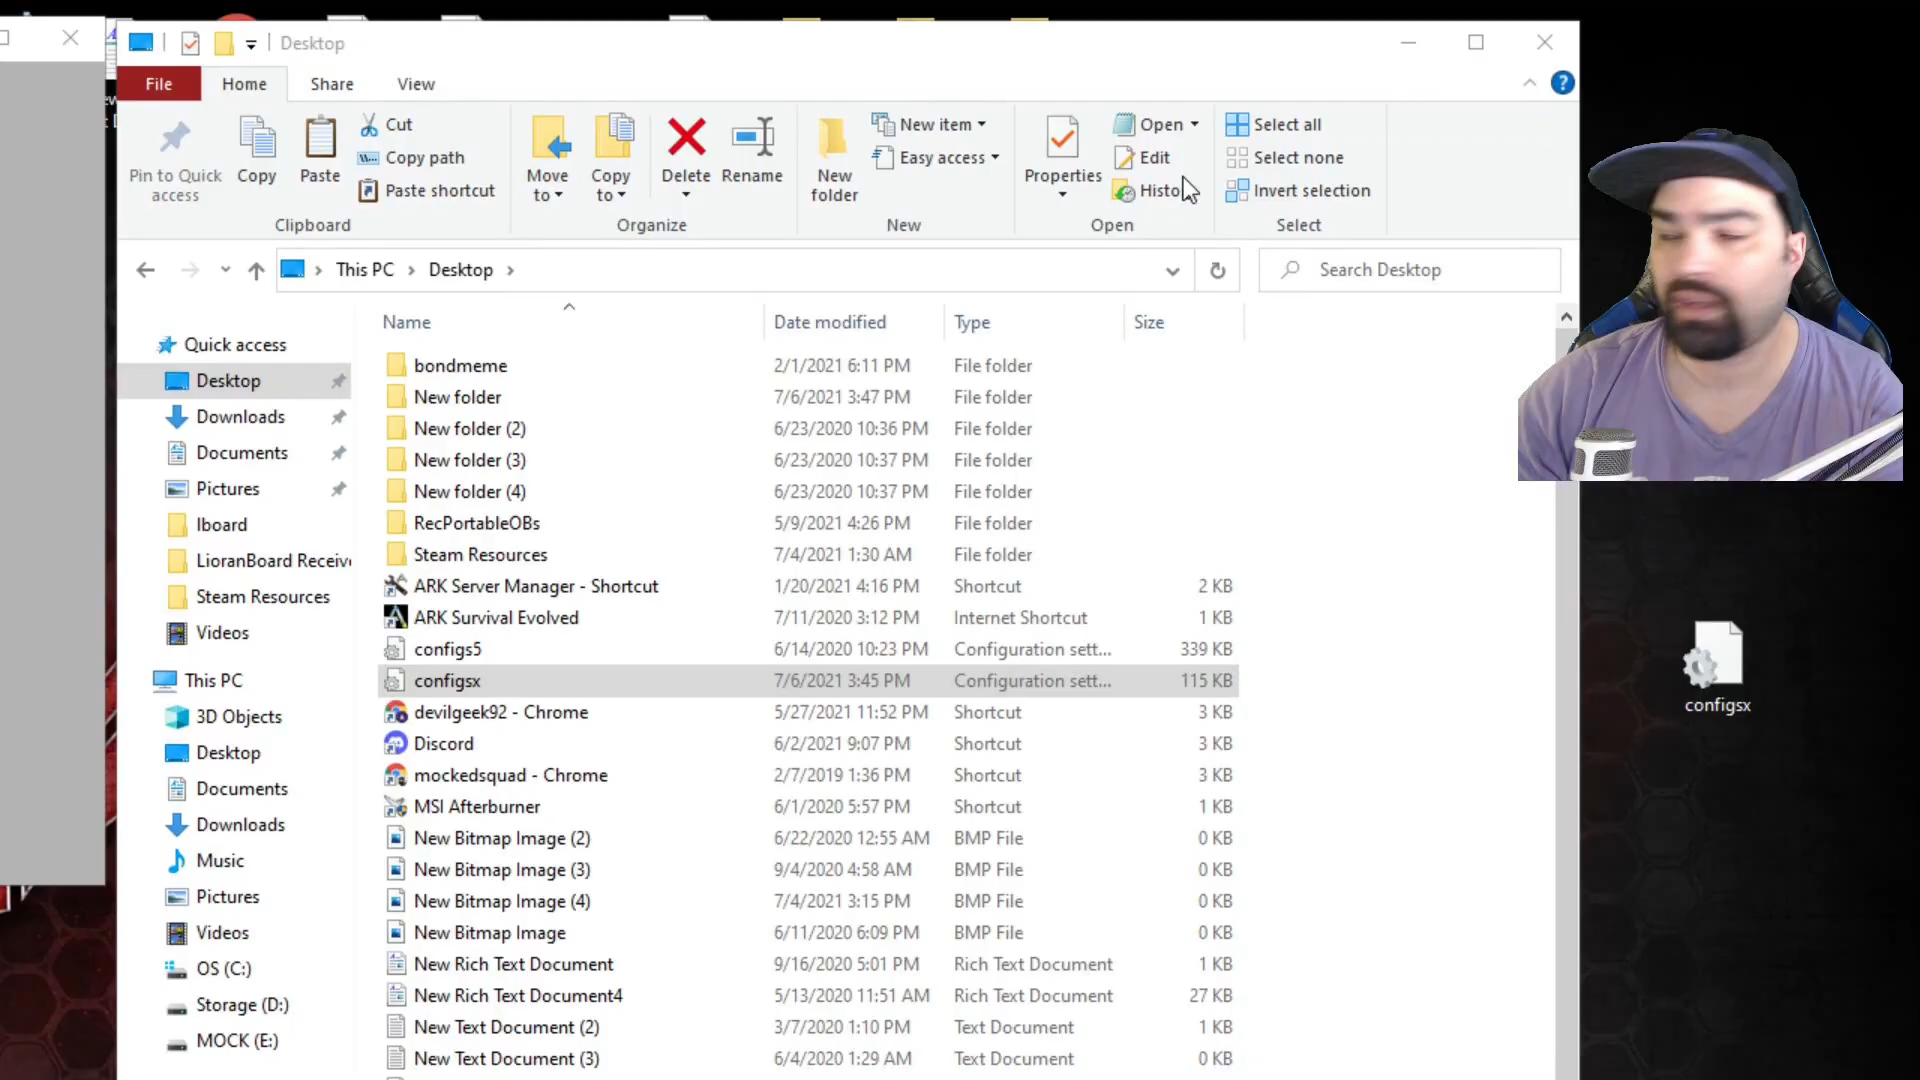 Desktop
File
Home
Share
View
Pin to Quick access
Copy
Paste
Cut
Copy path
Paste shortcut
Clipboard
Move to
Copy to
Delete
Rename
Organize
New folder
New item
Easy access
New
Properties
Open
Edit
Open
Select all
Select none
Invert selection
Select
This PC
Desktop
Search Desktop
Name
Date modified
Type
Size
Quick access
Desktop
Downloads
Documents
Pictures
lboard
LioranBoard
Steam Resources
Videos
This PC
3D Objects
Desktop
Documents
Downloads
Music
Pictures
Videos
OS (C:)
Storage (D:)
MOCK (E:)
bondmeme 2/1/2021 6:11 PM File folder
New folder 7/6/2021 3:47 PM File folder
New folder (2) 6/23/2020 10:36 PM File folder
New folder (3) 6/23/2020 10:37 PM File folder
New folder (4) 6/23/2020 10:37 PM File folder
RecPortableOBs 5/9/2021 4:26 PM File folder
Steam Resources 7/4/2021 1:30 AM File folder
ARK Server Manager - Shortcut 1/20/2021 4:16 PM Shortcut 2 KB
ARK Survival Evolved 7/11/2020 3:12 PM Internet Shortcut 1 KB
configs5 6/14/2020 10:23 PM Configuration sett... 339 KB
configsx 7/6/2021 3:45 PM Configuration sett... 115 KB
devilgeek92 - Chrome 5/27/2021 11:52 PM Shortcut 3 KB
Discord 6/2/2021 9:07 PM Shortcut 3 KB
mockedsquad - Chrome 2/7/2019 1:36 PM Shortcut 3 KB
MSI Afterburner 6/1/2020 5:57 PM Shortcut 1 KB
New Bitmap Image (2) 6/22/2020 12:55 AM BMP File 0 KB
New Bitmap Image (3) 9/4/2020 4:58 AM BMP File 0 KB
New Bitmap Image (4) 7/4/2021 3:15 PM BMP File 0 KB
New Bitmap Image 6/11/2020 6:09 PM BMP File 0 KB
New Rich Text Document 9/16/2020 5:01 PM Rich Text Document 1 KB
New Rich Text Document4 5/13/2020 11:51 AM Rich Text Document 27 KB
New Text Document (2) 3/7/2020 1:10 PM Text Document 1 KB
New Text Document (3) 6/4/2020 1:29 AM Text Document 0 KB
configsx